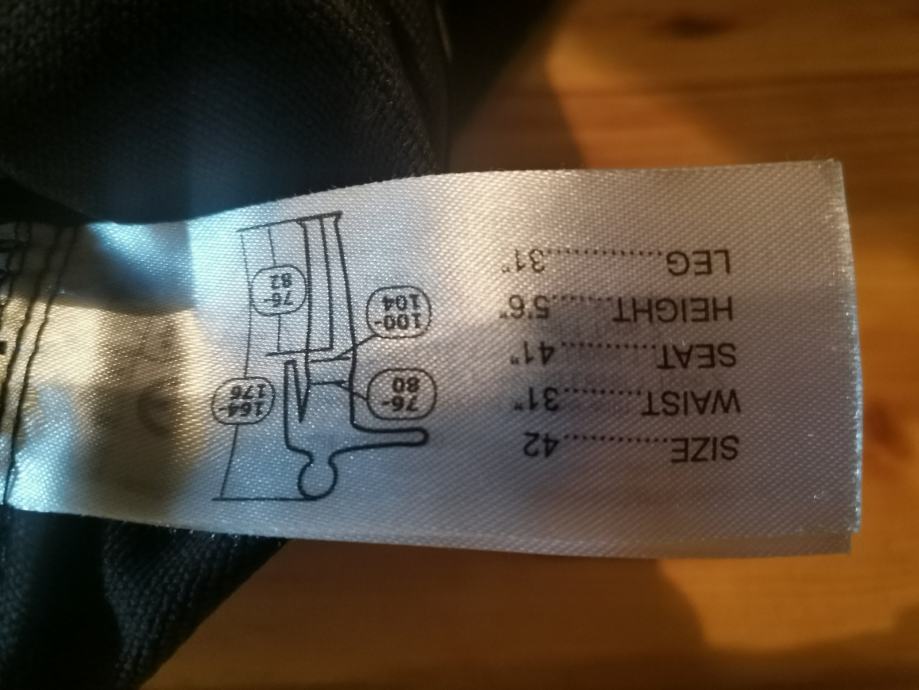 SIZE..........42
WAIST..........31"
SEAT..........41"
HEIGHT..........5'6"
LEG..............31"
76-
80
100-
104
164-
176
76-
82